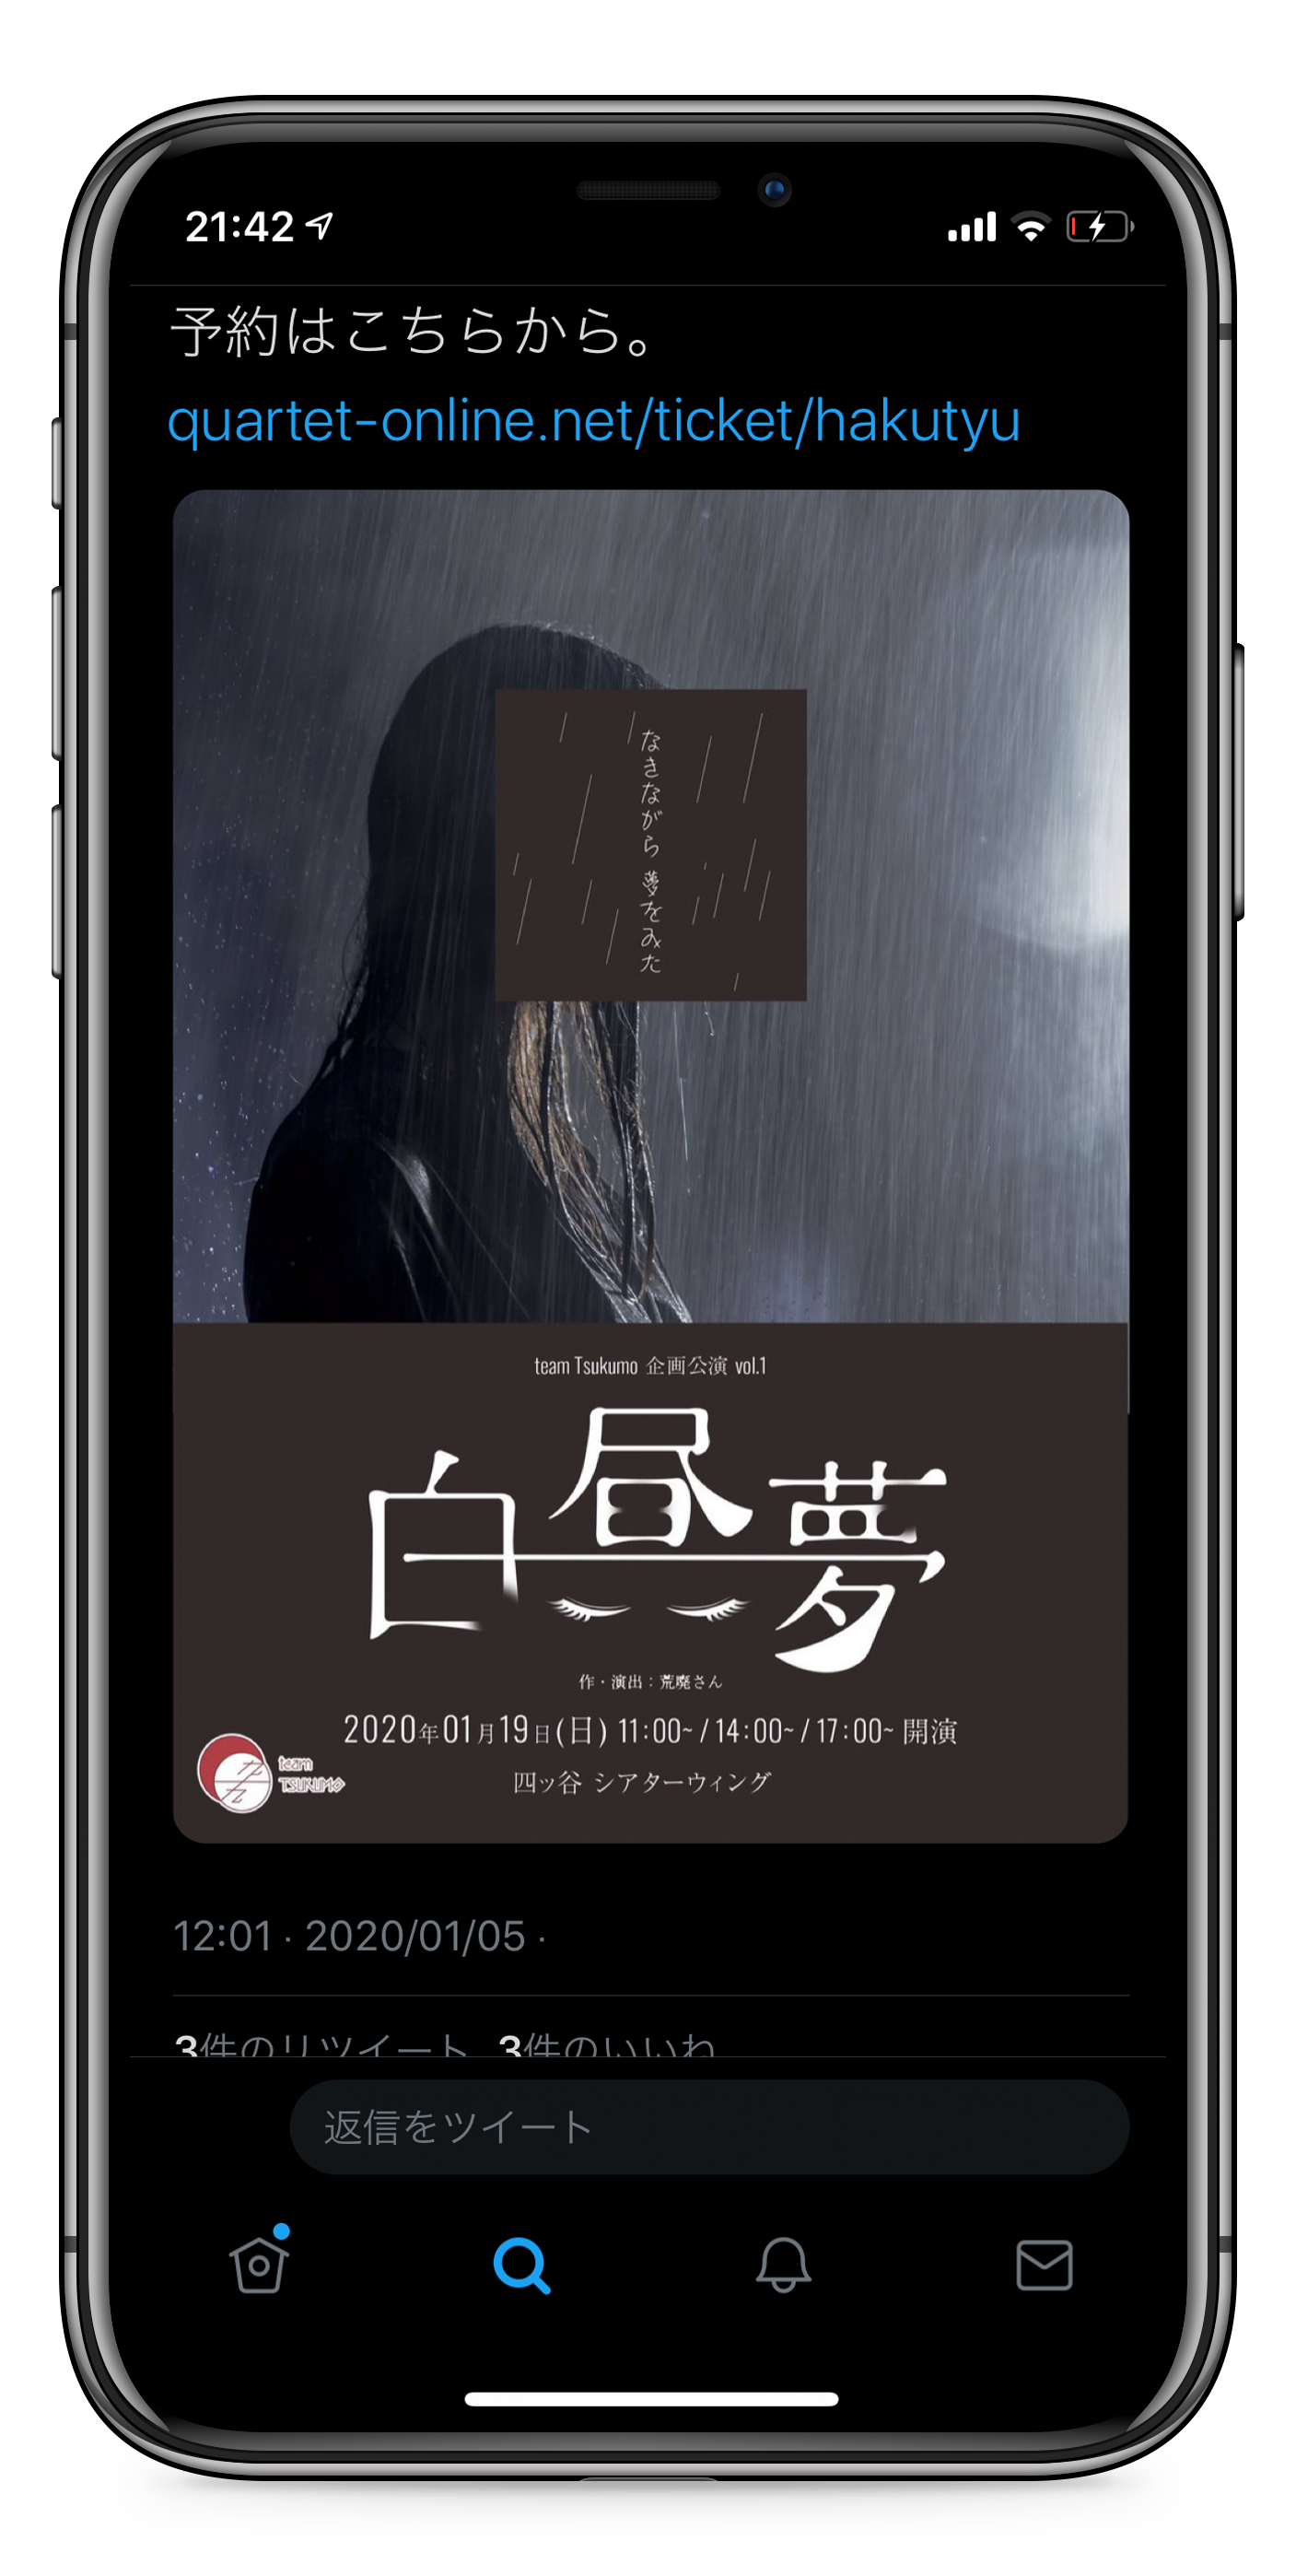 21:42
予約はこちらから。
quartet-online.net/ticket/hakutyu
なきながら 夢をみた
team Tsukumo 企画公演 vol.1
白昼夢
作・演出：荒廃さん
2020年01月19日(日) 11:00~ / 14:00~ / 17:00~ 開演
四ッ谷 シアターウィング
team
TSUKUMO
12:01 · 2020/01/05 ·
3件のリツイート 3件のいいね
返信をツイート